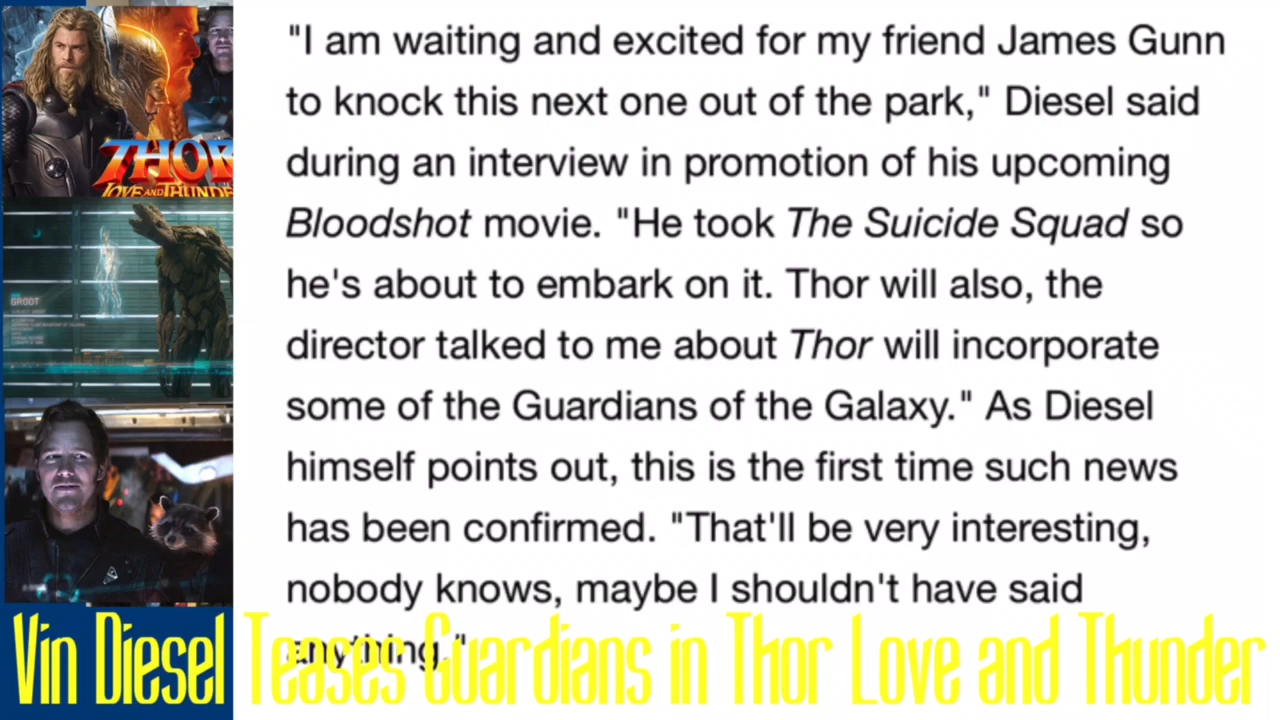 THOR
LOVE AND THUNDE
GROOT
"I am waiting and excited for my friend James Gunn
to knock this next one out of the park," Diesel said
during an interview in promotion of his upcoming
Bloodshot movie. "He took The Suicide Squad so
he's about to embark on it. Thor will also, the
director talked to me about Thor will incorporate
some of the Guardians of the Galaxy." As Diesel
himself points out, this is the first time such news
has been confirmed. "That'll be very interesting,
nobody knows, maybe I shouldn't have said
anything."
Vin Diesel Teases Guardians in Thor Love and Thunder